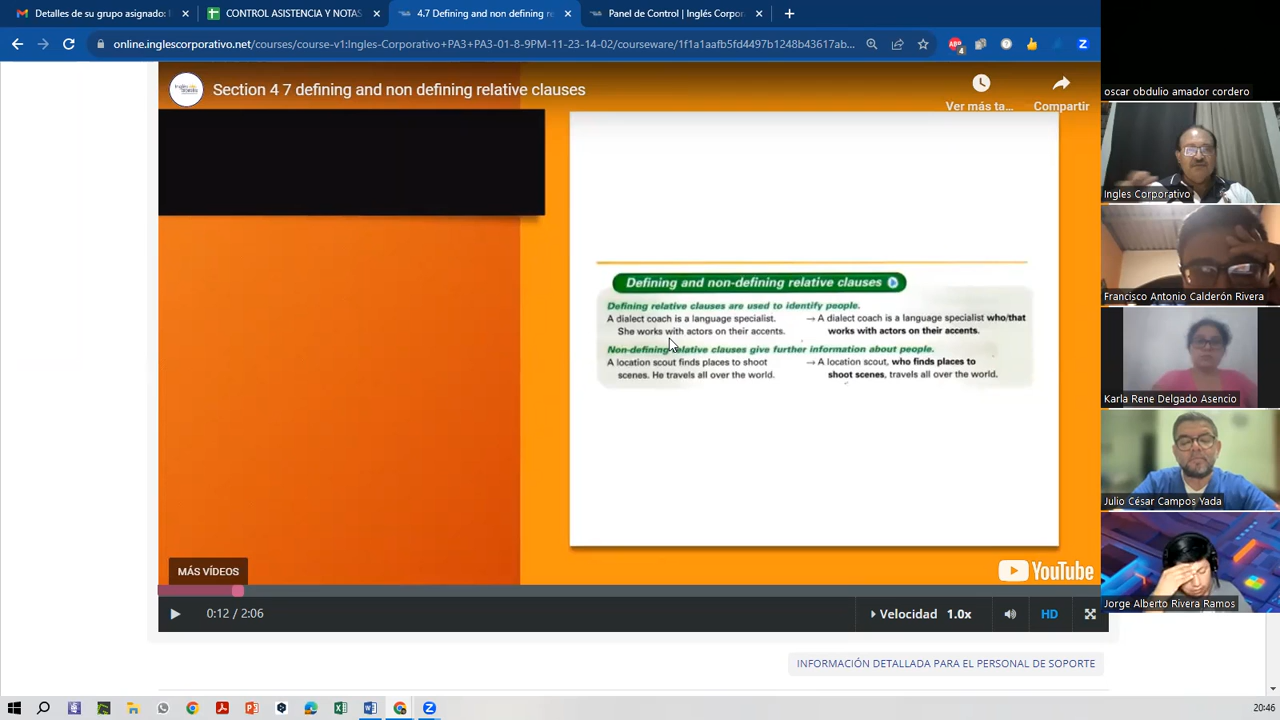 Detalles de su grupo asignado: I
CONTROL ASISTENCIA Y NOTAS
4.7 Defining and non defining re
Panel de Control | Inglés Corpor
online.inglescorporativo.net/courses/course-v1:Ingles-Corporativo+PA3+PA3-01-8-9PM-11-23-14-02/courseware/1f1a1aafb5fd4497b1248b43617ab...
Section 4 7 defining and non defining relative clauses
Ver más ta...
Compartir
Defining and non-defining relative clauses
Defining relative clauses are used to identify people.
A dialect coach is a language specialist.
She works with actors on their accents.
→ A dialect coach is a language specialist who/that
works with actors on their accents.
Non-defining relative clauses give further information about people.
A location scout finds places to shoot
scenes. He travels all over the world.
→ A location scout, who finds places to
shoot scenes, travels all over the world.
MÁS VÍDEOS
YouTube
0:12 / 2:06
Velocidad 1.0x
HD
INFORMACIÓN DETALLADA PARA EL PERSONAL DE SOPORTE
oscar obdulio amador cordero
Ingles Corporativo
Francisco Antonio Calderón Rivera
Karla Rene Delgado Asencio
Julio César Campos Yada
Jorge Alberto Rivera Ramos
20:46